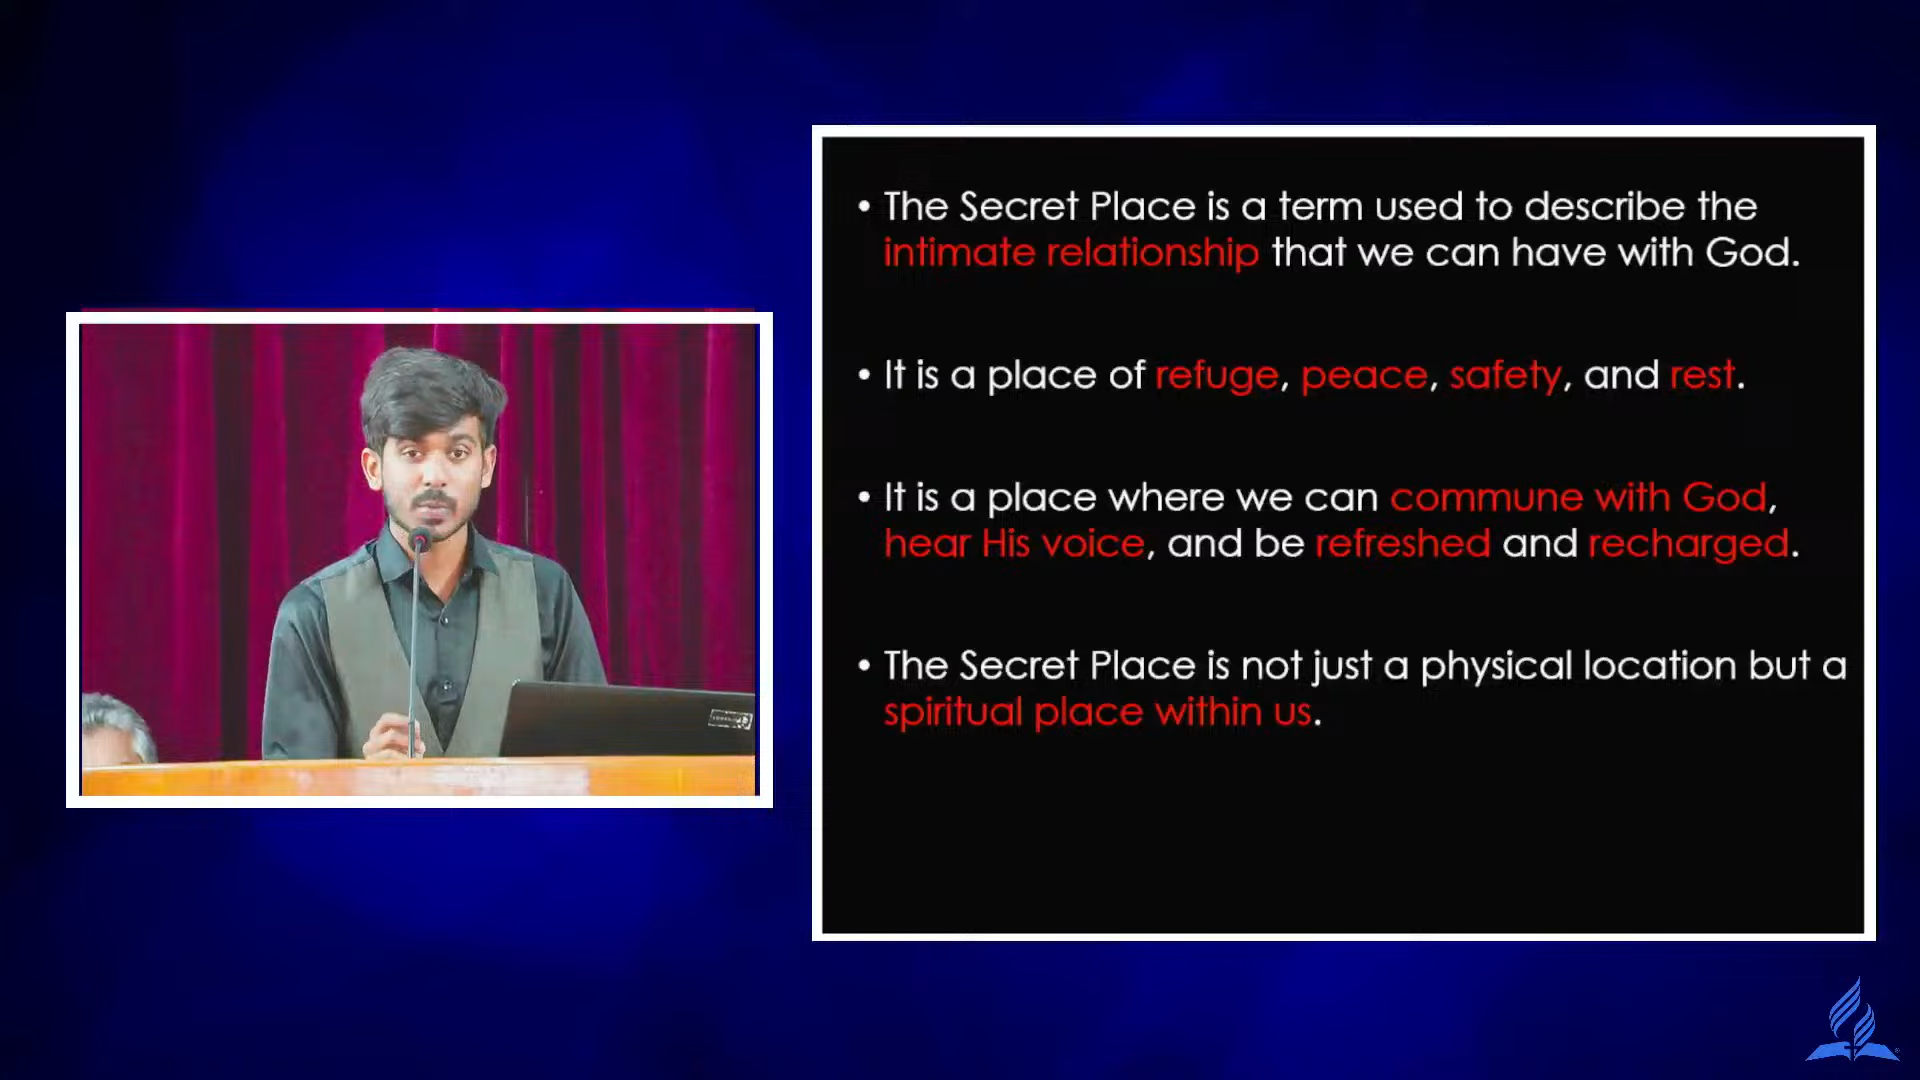 • The Secret Place is a term used to describe the
intimate relationship that we can have with God.
• It is a place of refuge, peace, safety, and rest.
• It is a place where we can commune with God,
hear His voice, and be refreshed and recharged.
• The Secret Place is not just a physical location but a
spiritual place within us.